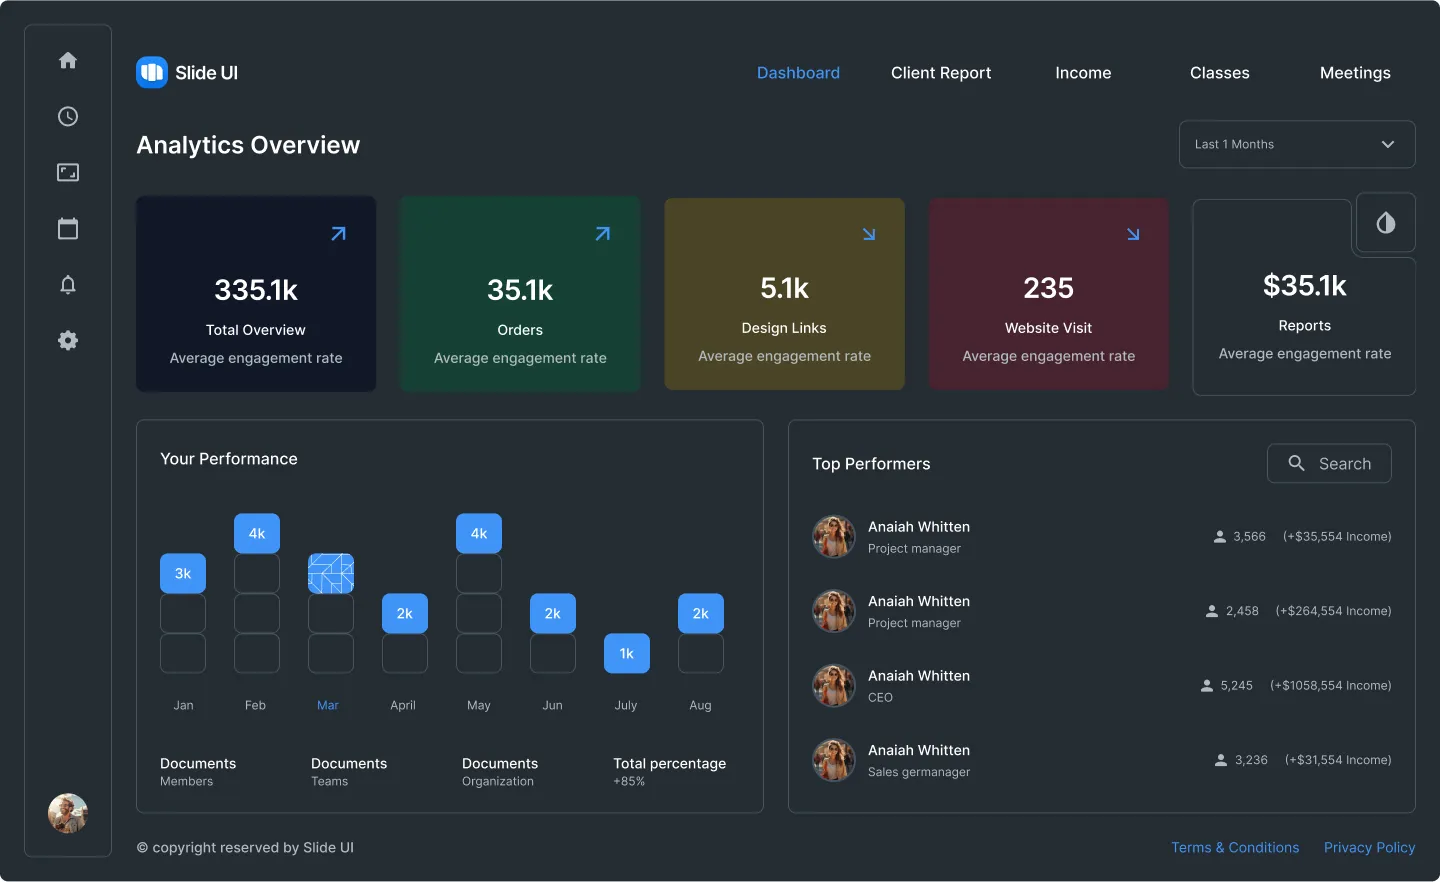 Slide UI
Dashboard
Client Report
Income
Classes
Meetings
Analytics Overview
Last 1 Months
335.1k
Total Overview
Average engagement rate
35.1k
Orders
Average engagement rate
5.1k
Design Links
Average engagement rate
235
Website Visit
Average engagement rate
$35.1k
Reports
Average engagement rate
Your Performance
3k
4k
2k
4k
2k
1k
2k
Jan
Feb
Mar
April
May
Jun
July
Aug
Documents
Members
Documents
Teams
Documents
Organization
Total percentage
+85%
Top Performers
Search
Anaiah Whitten
Project manager
3,566 (+$35,554 Income)
Anaiah Whitten
Project manager
2,458 (+$264,554 Income)
Anaiah Whitten
CEO
5,245 (+$1058,554 Income)
Anaiah Whitten
Sales germanager
3,236 (+$31,554 Income)
© copyright reserved by Slide UI
Terms & Conditions
Privacy Policy